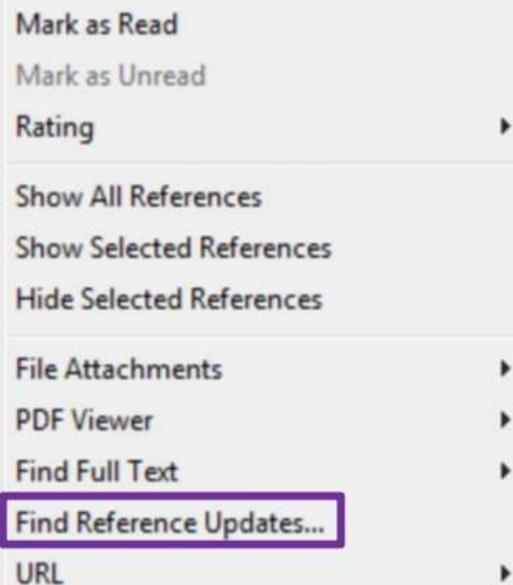 Mark as Read
Mark as Unread
Rating
Show All References
Show Selected References
Hide Selected References
File Attachments
PDF Viewer
Find Full Text
Find Reference Updates...
URL